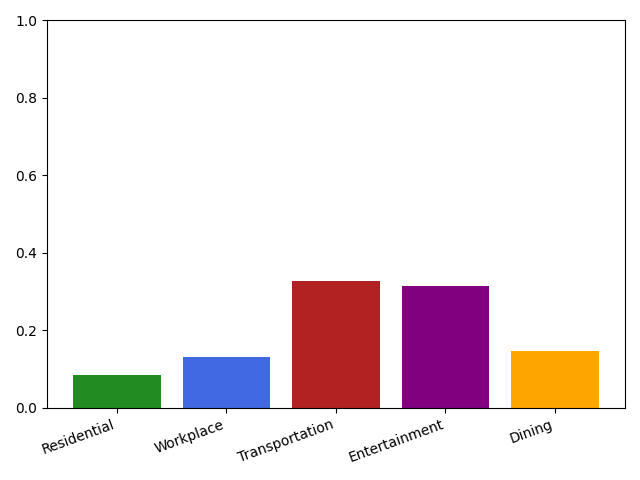 1.0
0.8
0.6
0.4
0.2
0.0
Residential
Workplace
Transportation
Entertainment
Dining